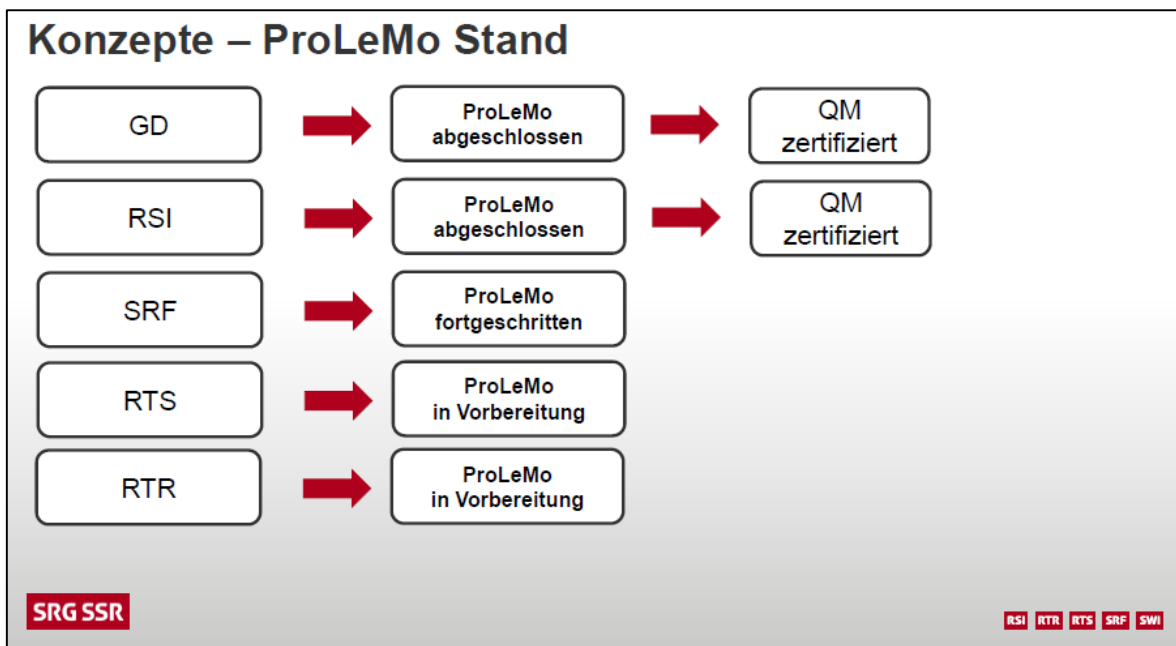 Konzepte – ProLeMo Stand
GD
ProLeMo
abgeschlossen
QM
zertifiziert
RSI
ProLeMo
abgeschlossen
QM
zertifiziert
SRF
ProLeMo
fortgeschritten
RTS
ProLeMo
in Vorbereitung
RTR
ProLeMo
in Vorbereitung
SRG SSR
RSI RTR RTS SRF SWI